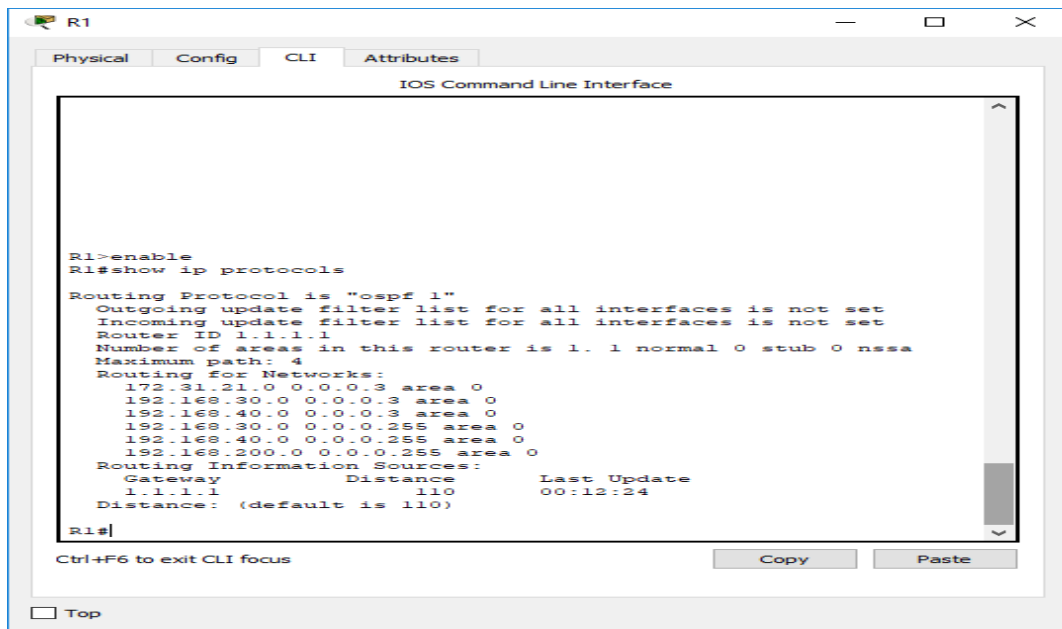 R1
Physical Config CLI Attributes
IOS Command Line Interface
R1>enable
R1#show ip protocols
Routing Protocol is "ospf 1"
Outgoing update filter list for all interfaces is not set
Incoming update filter list for all interfaces is not set
Router ID 1.1.1.1
Number of areas in this router is 1. 1 normal 0 stub 0 nssa
Maximum path: 4
Routing for Networks:
172.31.21.0 0.0.0.3 area 0
192.168.30.0 0.0.0.3 area 0
192.168.40.0 0.0.0.3 area 0
192.168.30.0 0.0.0.255 area 0
192.168.40.0 0.0.0.255 area 0
192.168.200.0 0.0.0.255 area 0
Routing Information Sources:
Gateway Distance Last Update
1.1.1.1 110 00:12:24
Distance: (default is 110)
R1#
Ctrl+F6 to exit CLI focus Copy Paste
Top